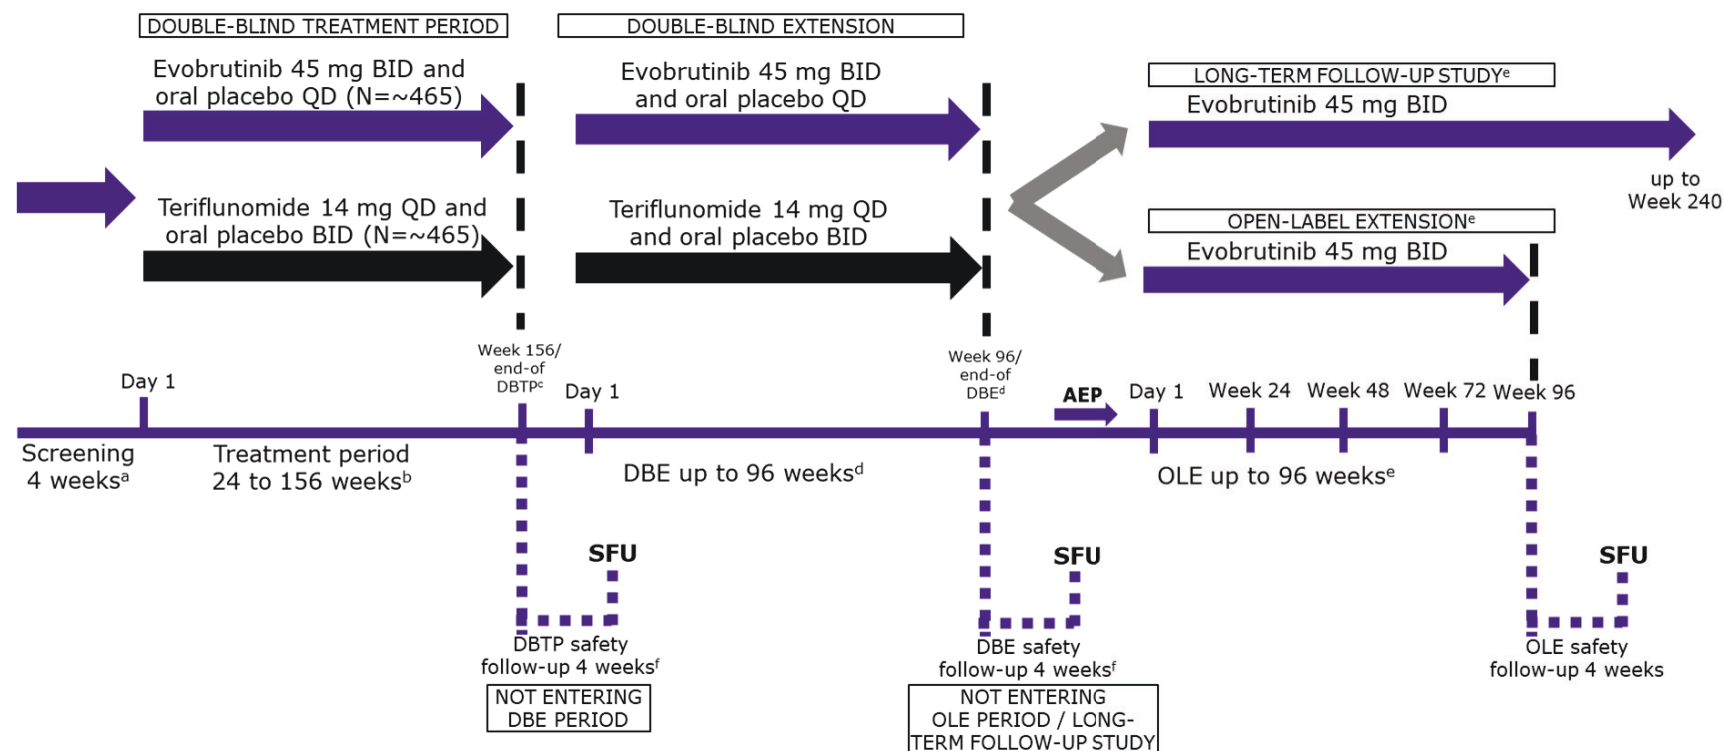 DOUBLE-BLIND TREATMENT PERIOD
Evobrutinib 45 mg BID and
oral placebo QD (N=~465)
Teriflunomide 14 mg QD and
oral placebo BID (N=~465)
DOUBLE-BLIND EXTENSION
Evobrutinib 45 mg BID
and oral placebo QD
Teriflunomide 14 mg QD
and oral placebo BID
LONG-TERM FOLLOW-UP STUDYᵉ
Evobrutinib 45 mg BID
up to
Week 240
OPEN-LABEL EXTENSIONᵉ
Evobrutinib 45 mg BID
Day 1
Week 156/
end-of
DBTPᶜ
Day 1
Week 96/
end-of
DBEᵈ
AEP
Day 1
Week 24
Week 48
Week 72
Week 96
Screening
4 weeksᵃ
Treatment period
24 to 156 weeksᵇ
DBE up to 96 weeksᵈ
OLE up to 96 weeksᵉ
SFU
SFU
SFU
DBTP safety
follow-up 4 weeksᶠ
NOT ENTERING
DBE PERIOD
DBE safety
follow-up 4 weeksᶠ
NOT ENTERING
OLE PERIOD / LONG-
TERM FOLLOW-UP STUDY
OLE safety
follow-up 4 weeks